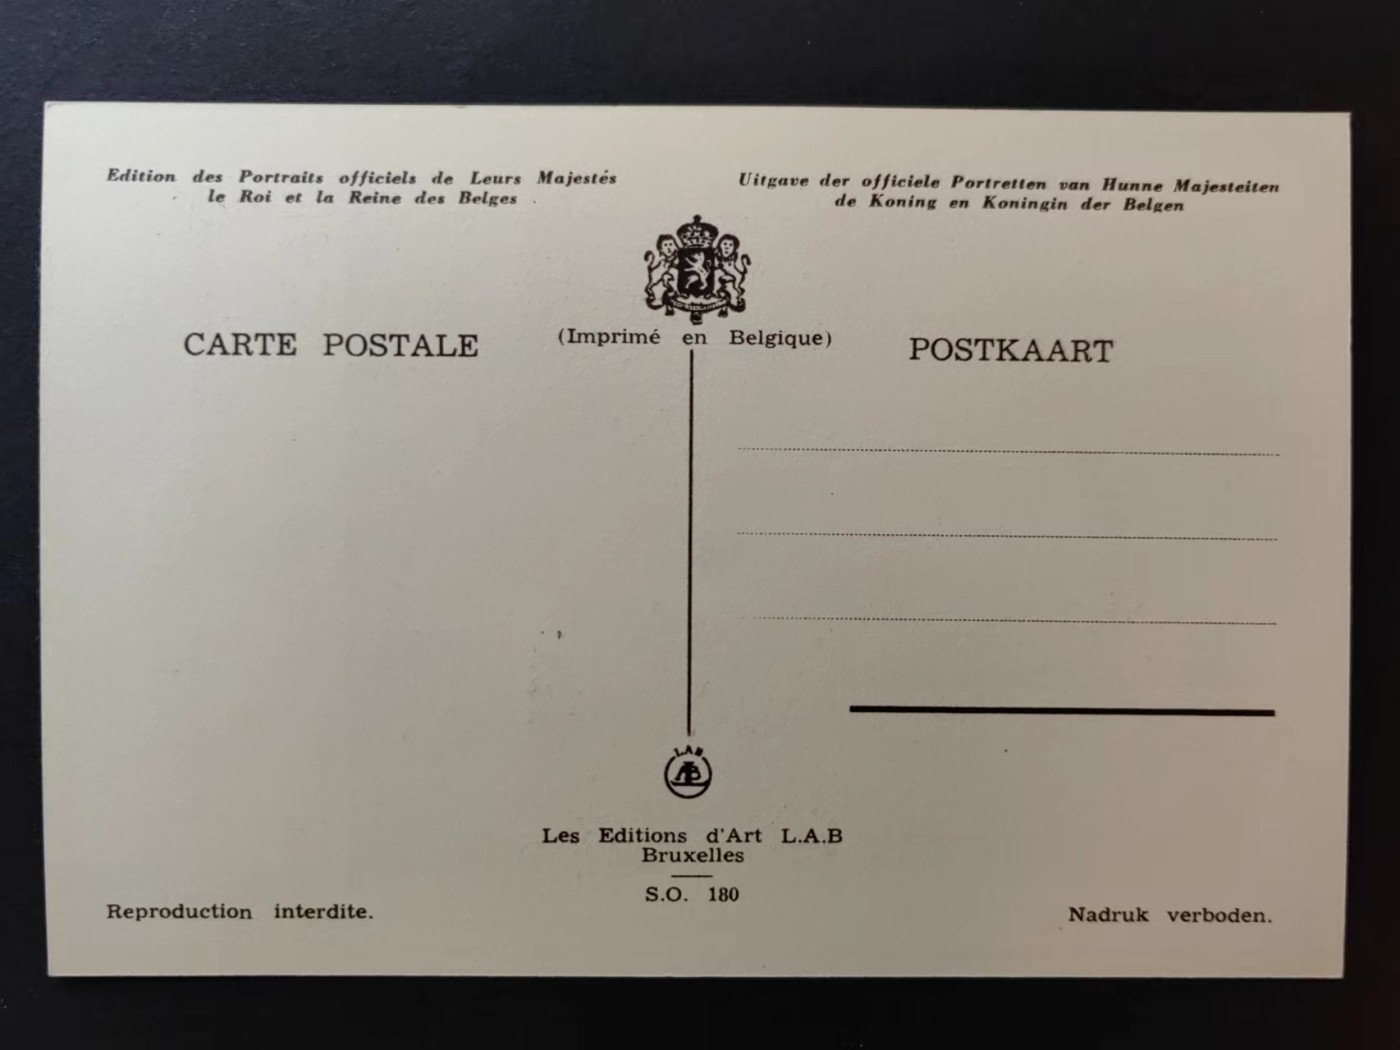 Edition des Portraits officiels de Leurs Majestés
le Roi et la Reine des Belges
Uitgave der officiele Portretten van Hunne Majesteiten
de Koning en Koningin der Belgen
CARTE POSTALE
(Imprimé en Belgique)
POSTKAART
LAB
Les Editions d'Art L.A.B
Bruxelles
S.O. 180
Reproduction interdite.
Nadruk verboden.